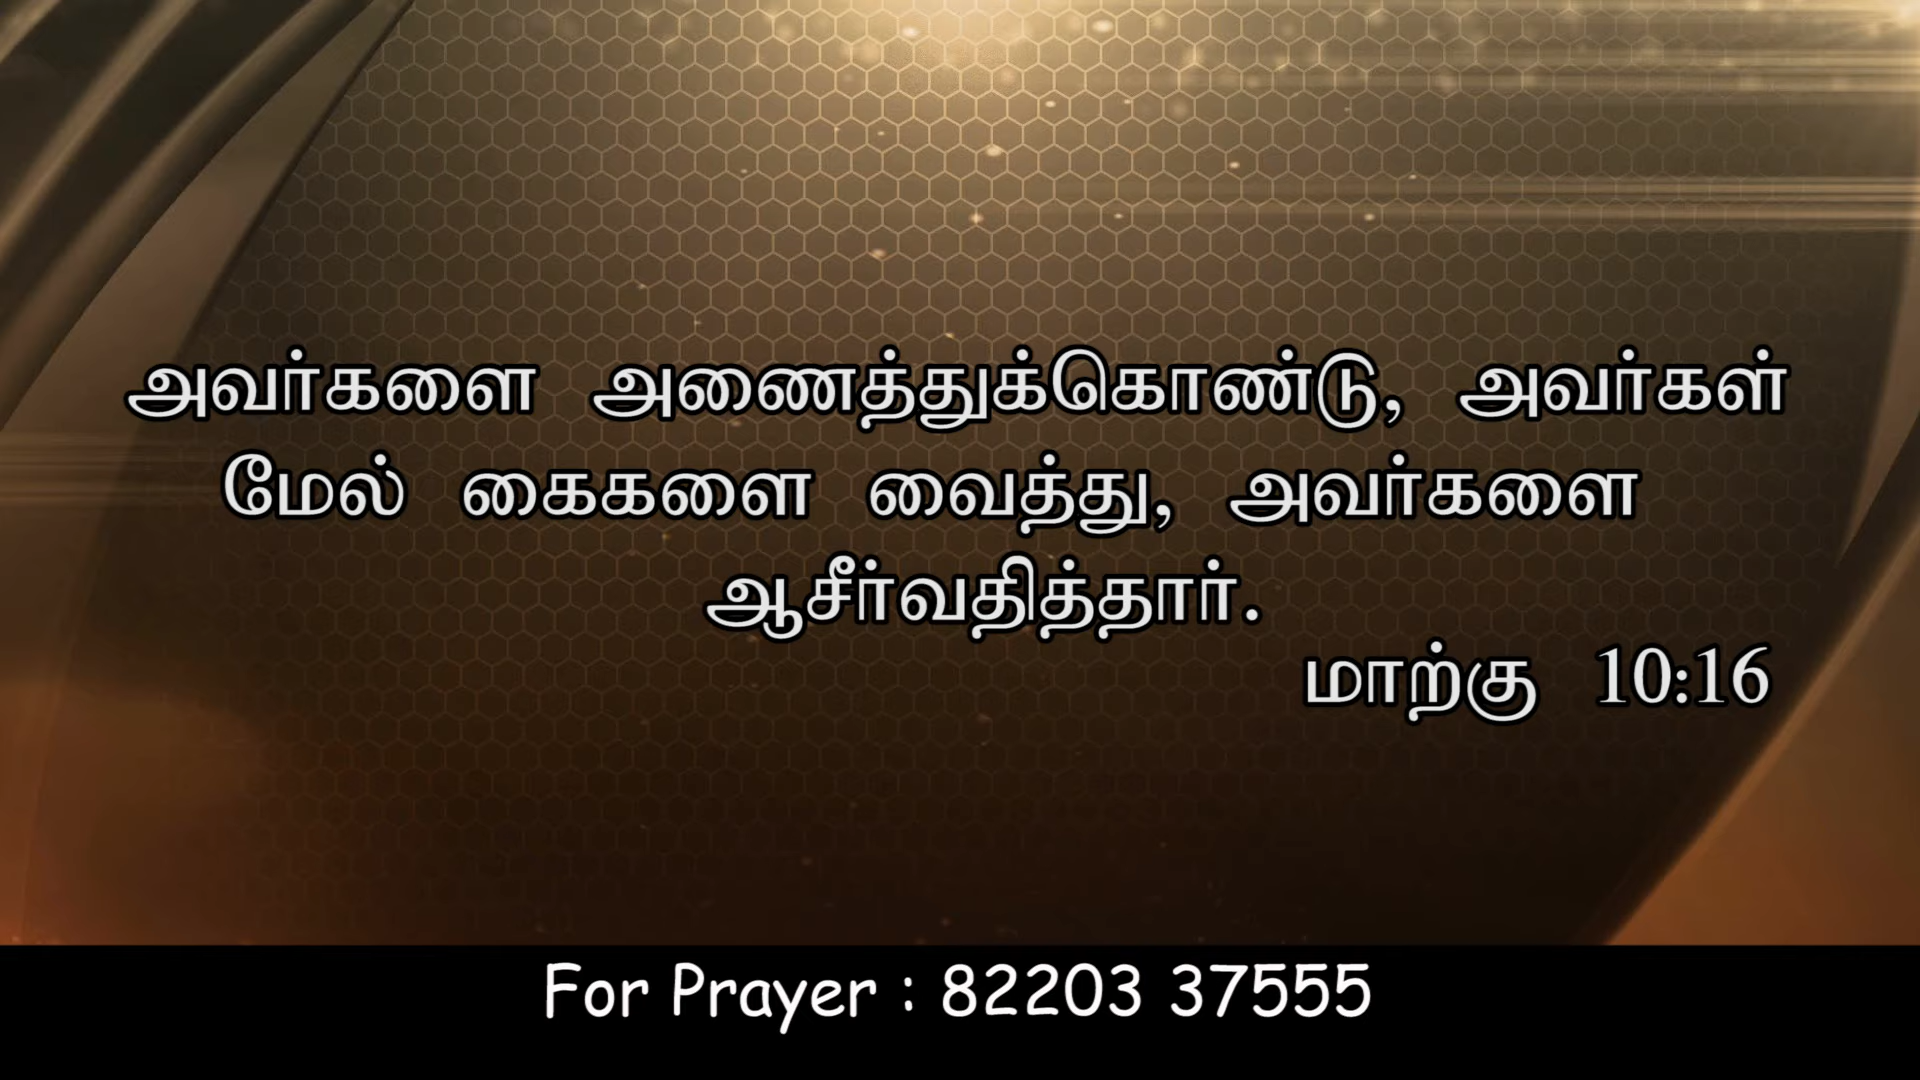 அவர்களை அணைத்துக்கொண்டு, அவர்கள்
மேல் கைகளை வைத்து, அவர்களை
ஆசீர்வதித்தார்.
மாற்கு 10:16
For Prayer : 82203 37555